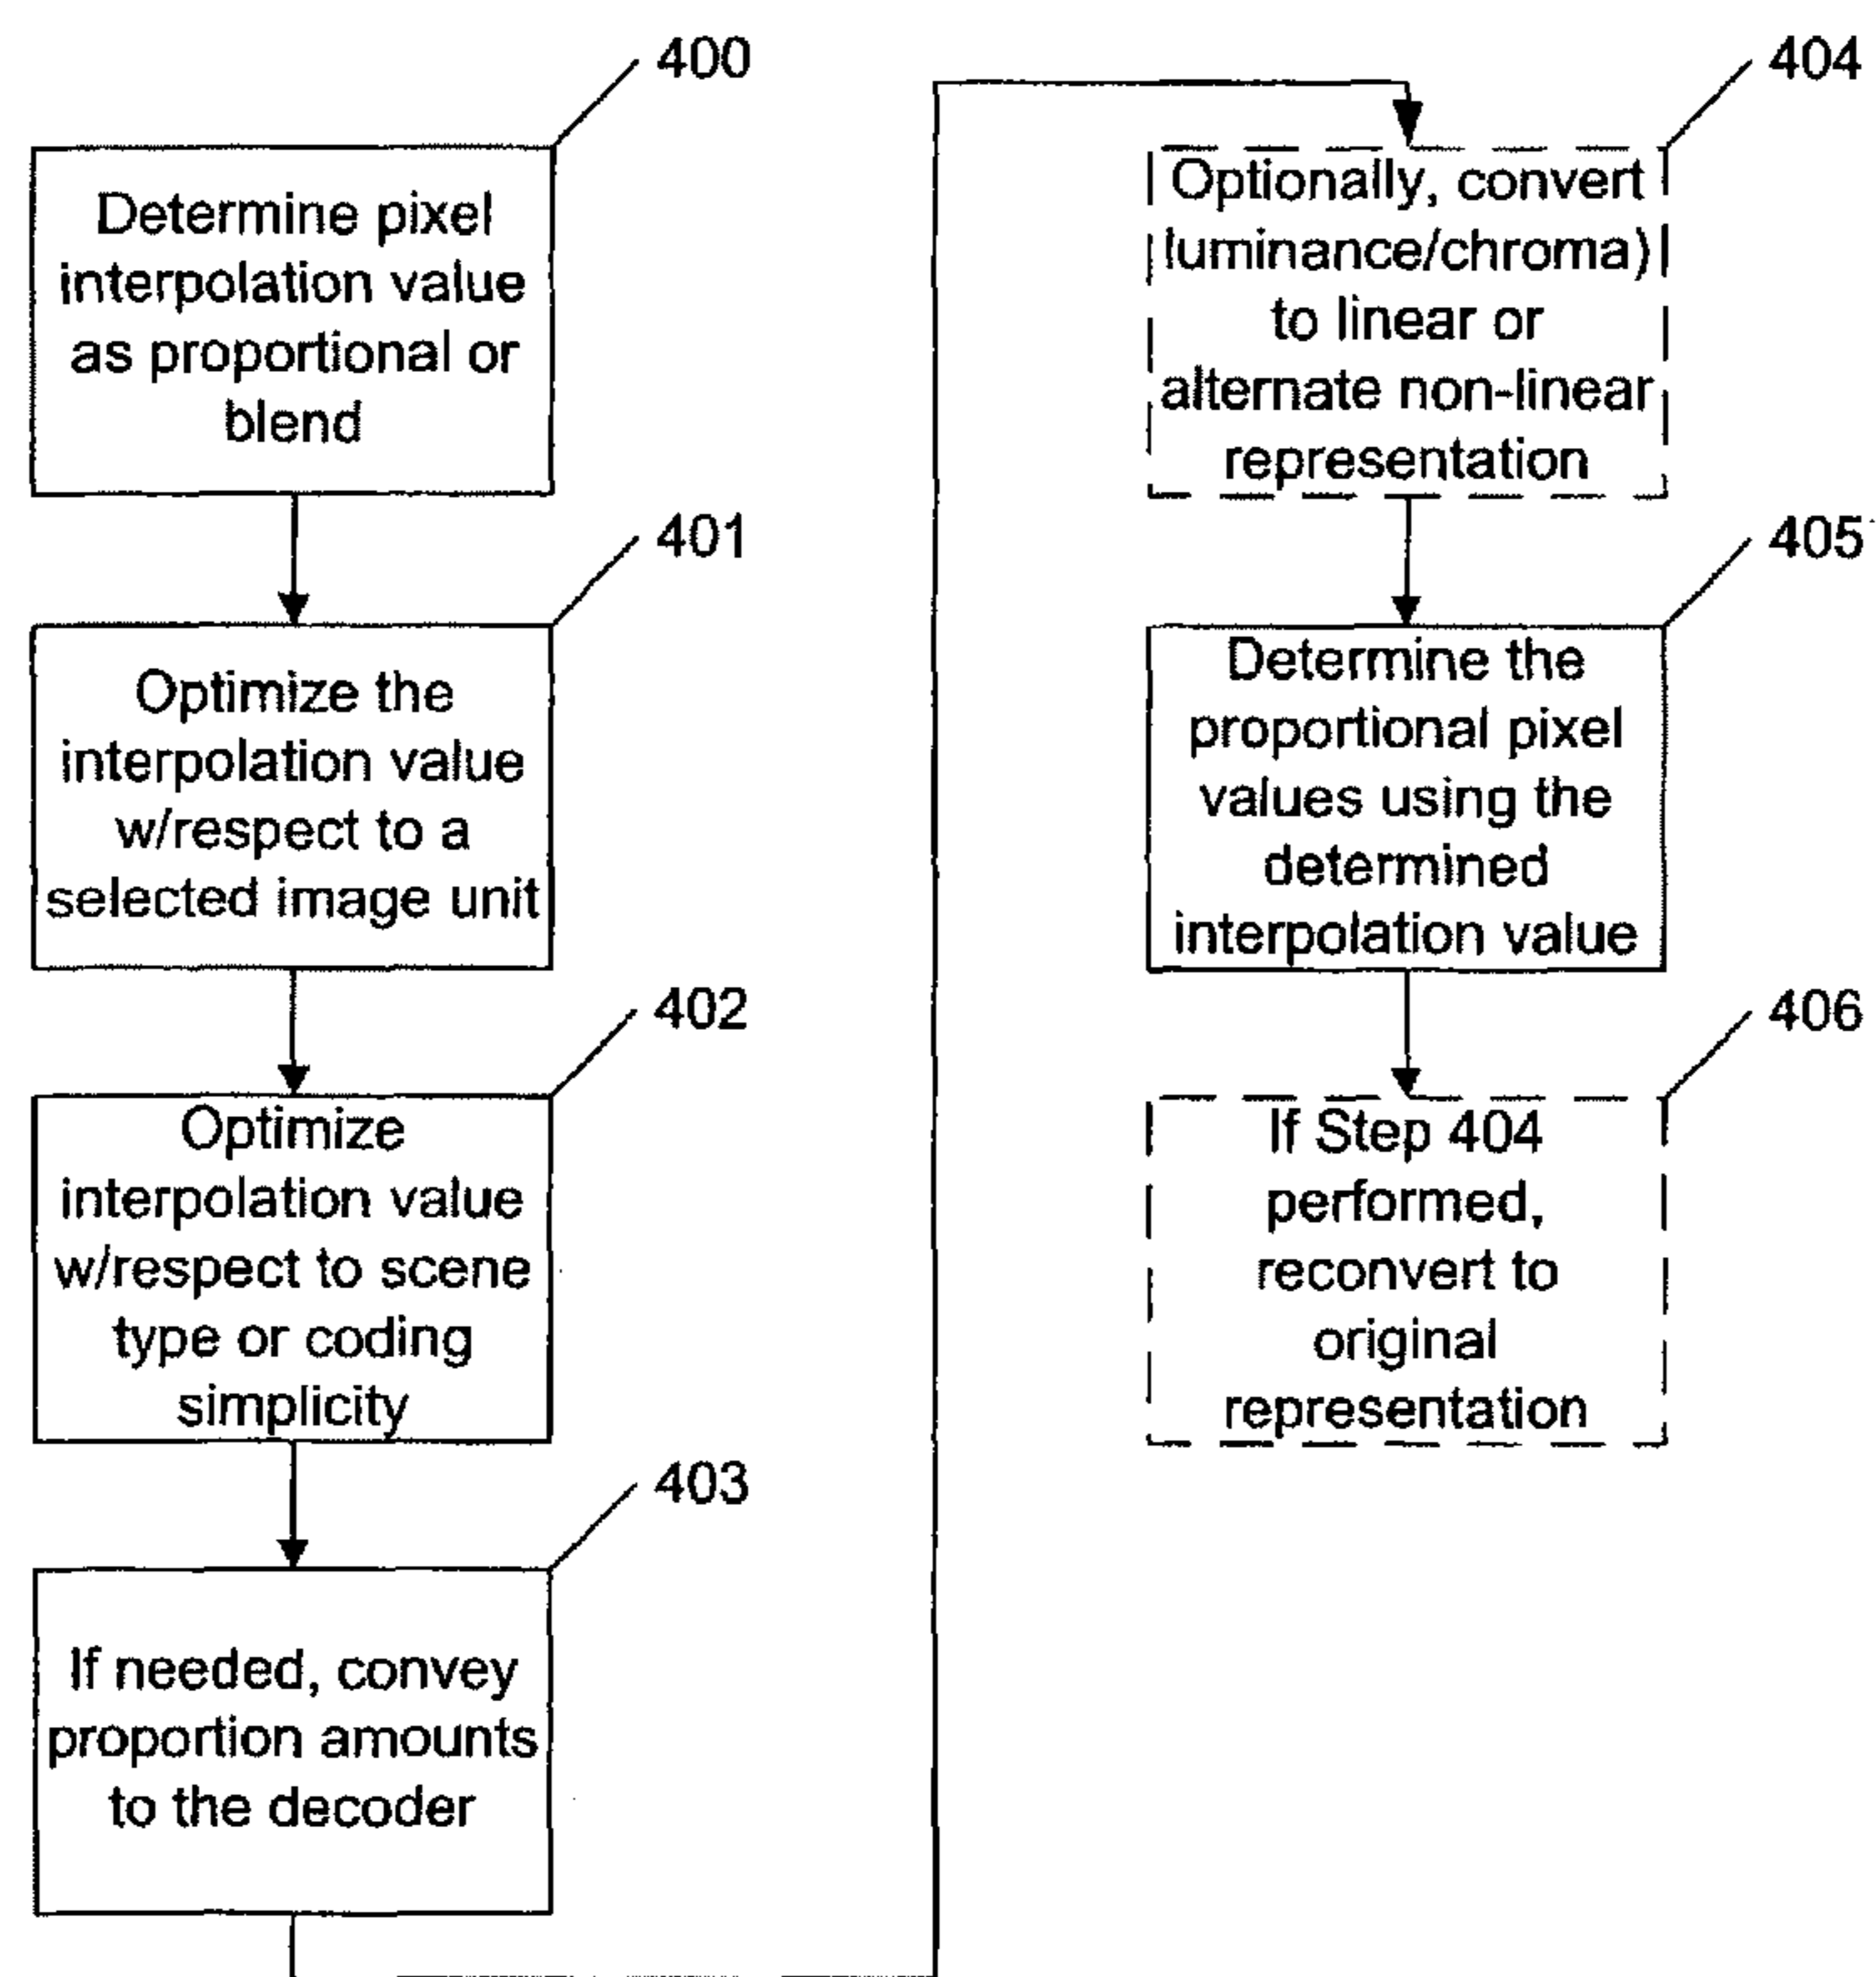 400
Determine pixel
interpolation value
as proportional or
blend
401
Optimize the
interpolation value
w/respect to a
selected image unit
402
Optimize
interpolation value
w/respect to scene
type or coding
simplicity
403
If needed, convey
proportion amounts
to the decoder
404
Optionally, convert
luminance/chroma)
to linear or
alternate non-linear
representation
405
Determine the
proportional pixel
values using the
determined
interpolation value
406
If Step 404
performed,
reconvert to
original
representation